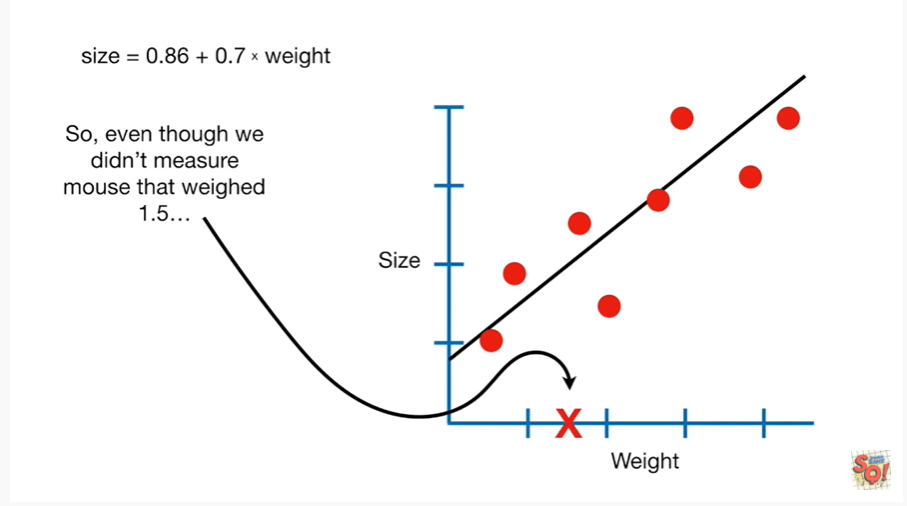 size = 0.86 + 0.7 × weight
So, even though we
didn't measure
mouse that weighed
1.5...
Size
X
Weight
SQ!